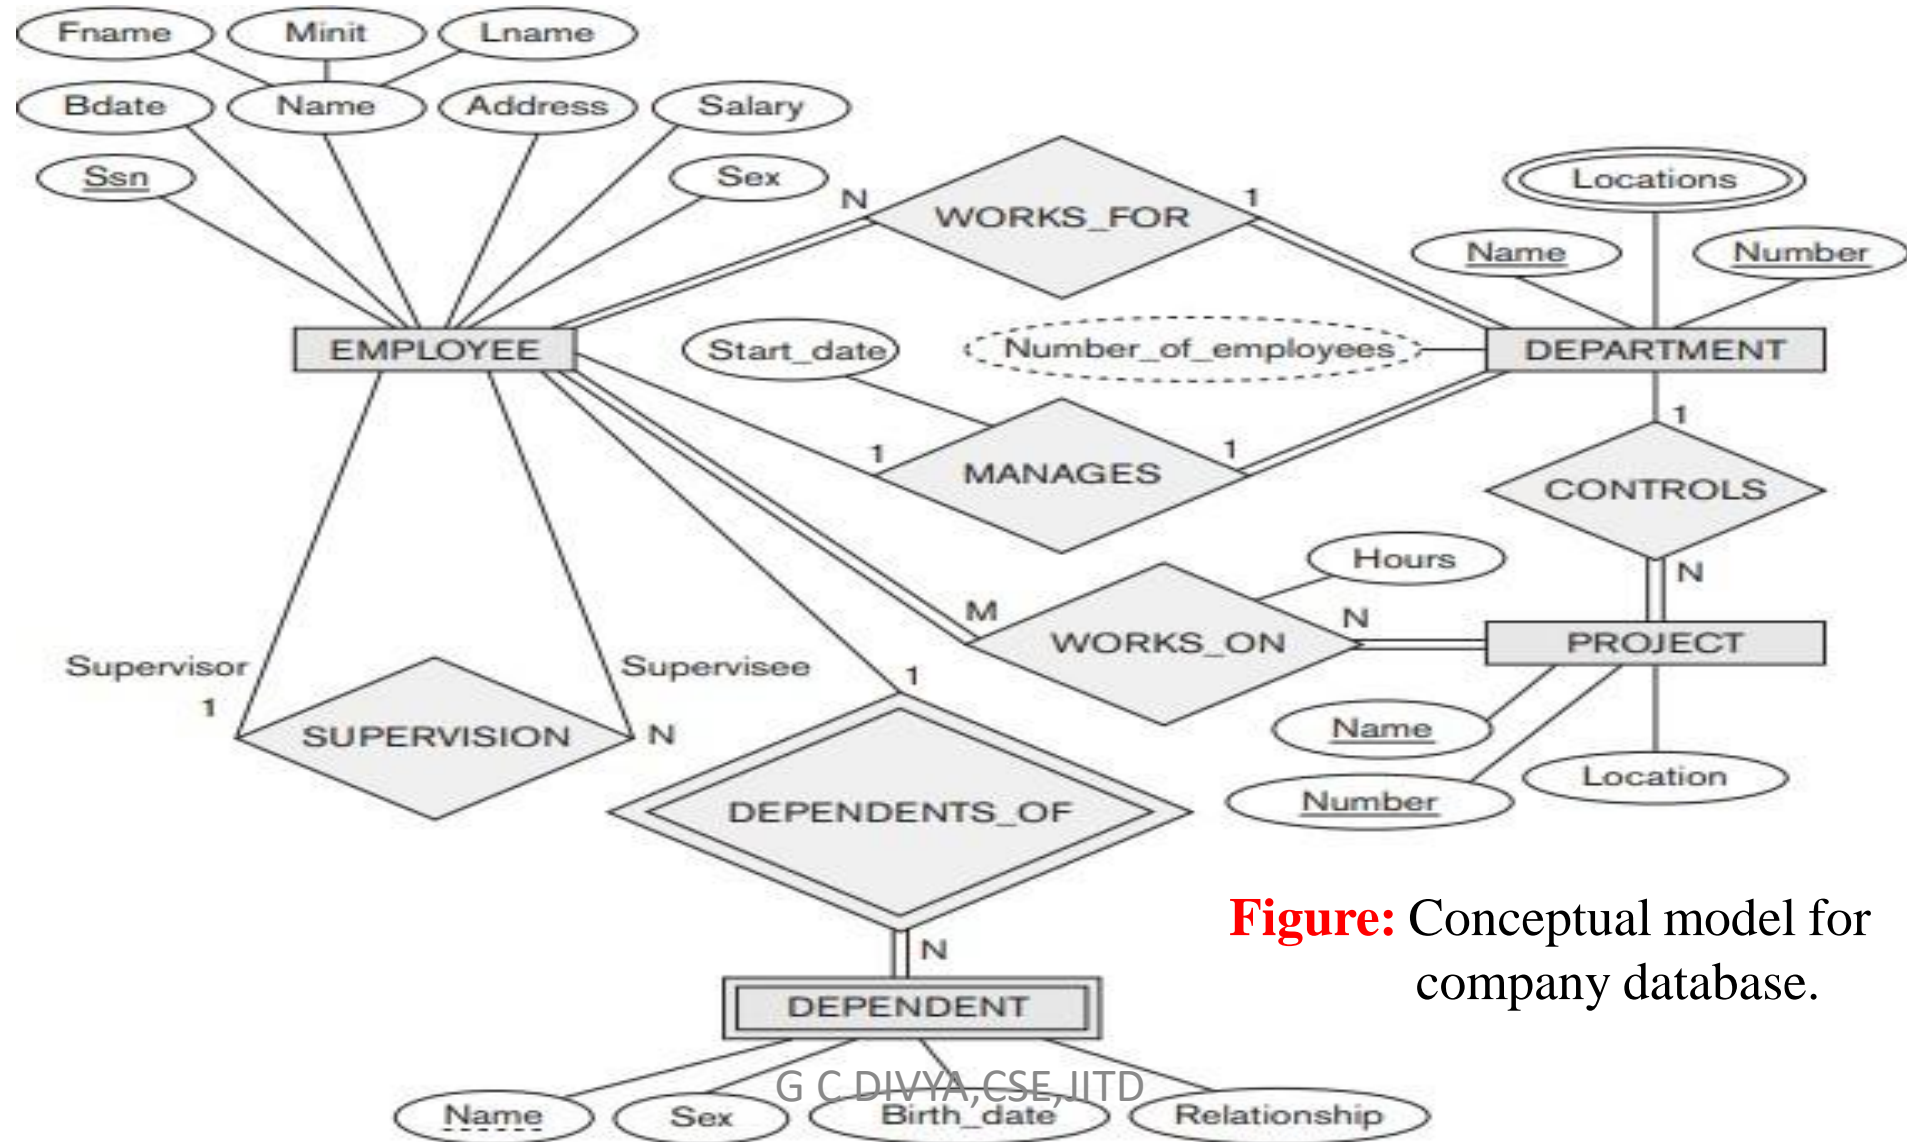 Fname Minit Lname
Bdate Name Address Salary
Ssn Sex
N WORKS_FOR 1
Locations
Name Number
EMPLOYEE Start_date Number_of_employees DEPARTMENT
1 MANAGES 1
1
CONTROLS
N
Hours
M WORKS_ON N PROJECT
Supervisor Supervisee
1 SUPERVISION N
1
Name
Number
Location
DEPENDENTS_OF
N
Figure: Conceptual model for
company database.
DEPENDENT
G C DIVYA,CSE,JITD
Name Sex Birth_date Relationship